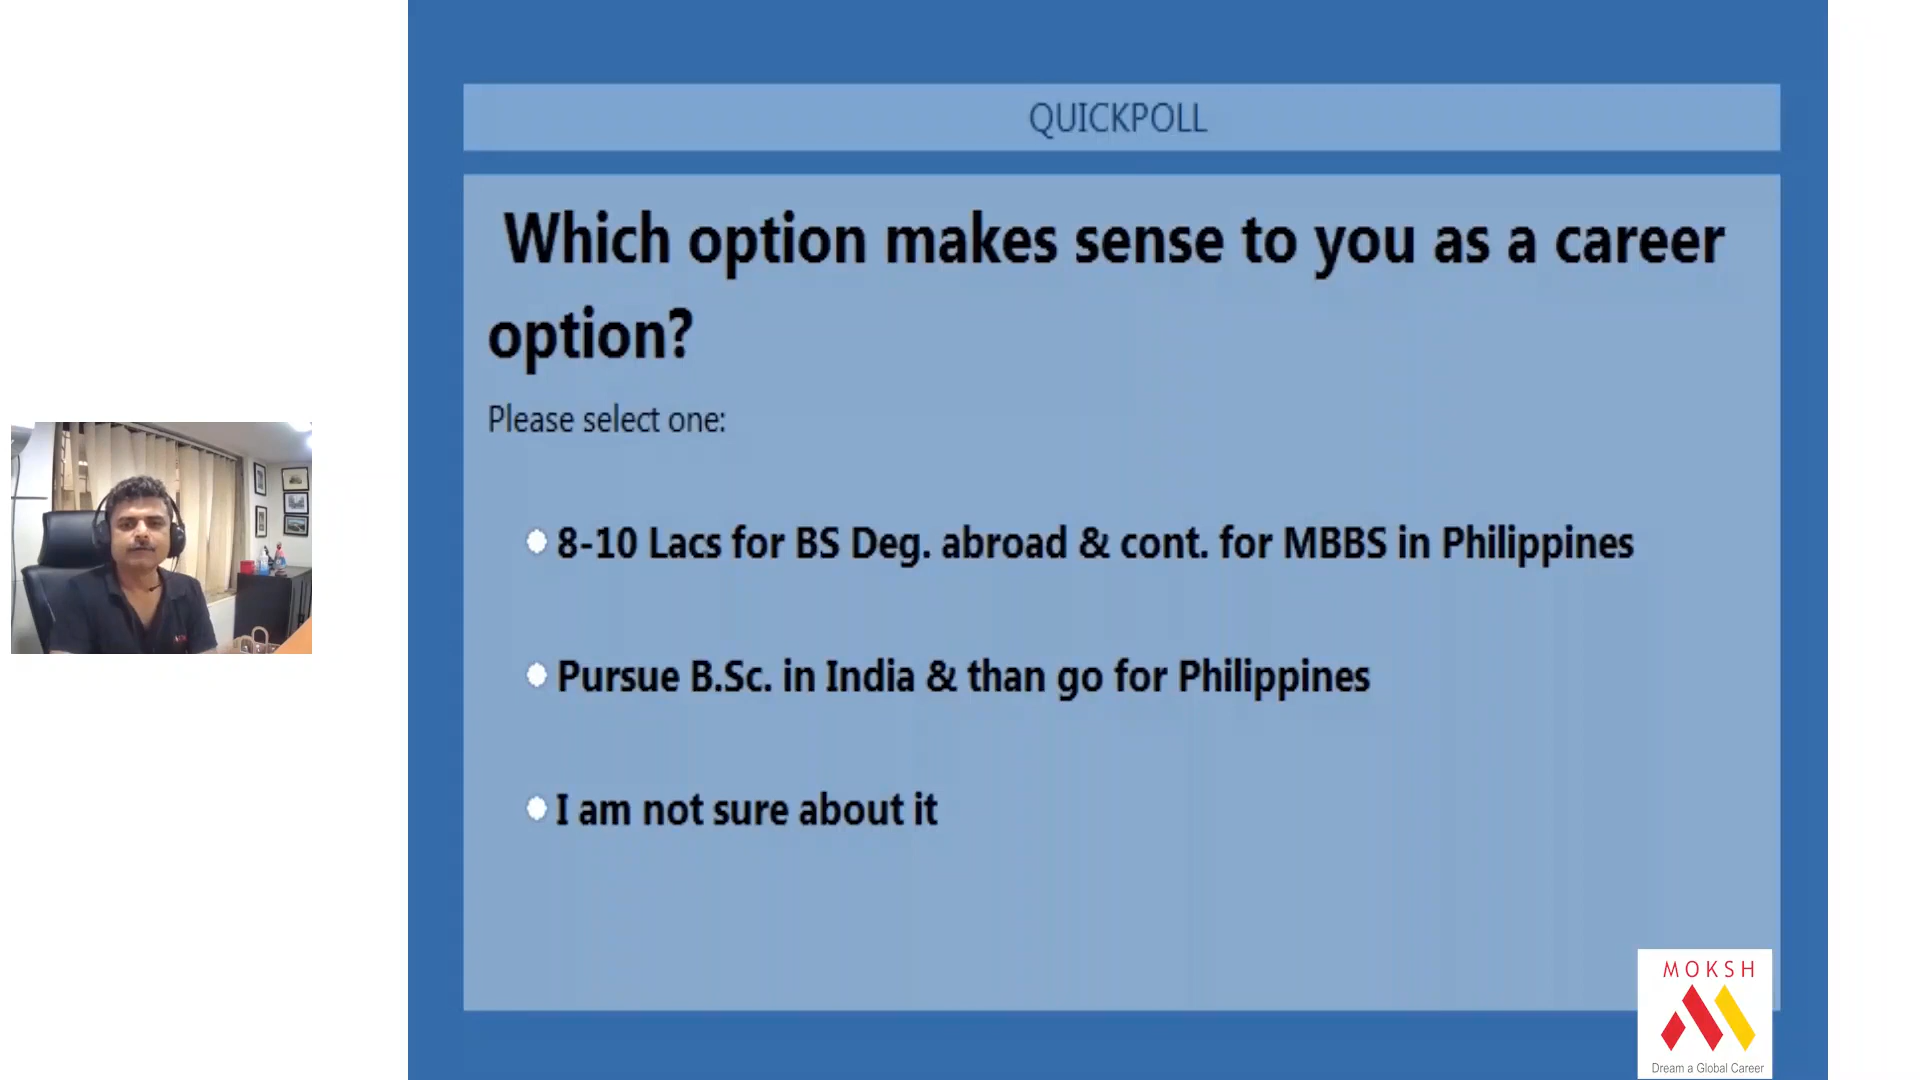 QUICKPOLL
Which option makes sense to you as a career
option?
Please select one:
8-10 Lacs for BS Deg. abroad & cont. for MBBS in Philippines
Pursue B.Sc. in India & than go for Philippines
I am not sure about it
MOKSH
Dream a Global Career